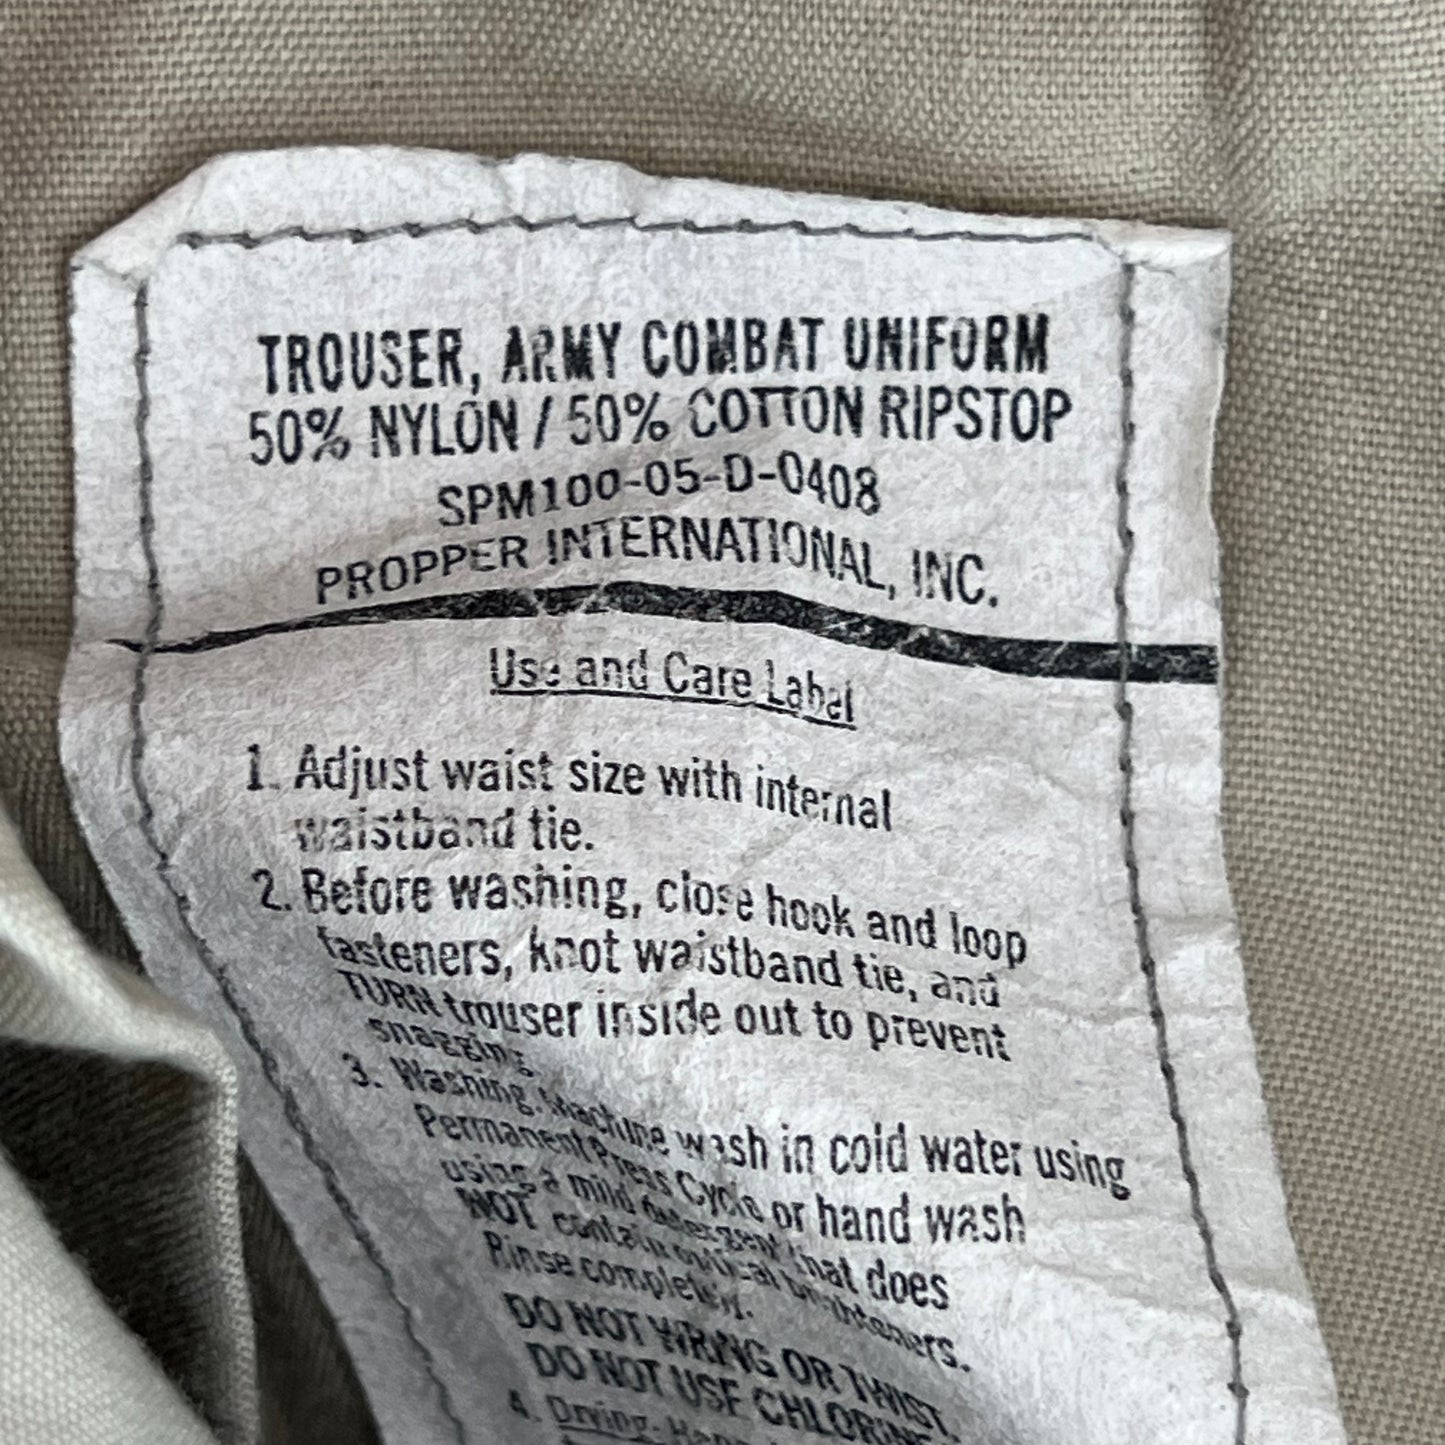 TROUSER, ARMY COMBAT UNIFORM
50% NYLON / 50% COTTON RIPSTOP
SPM100-05-D-0408
PROPPER INTERNATIONAL, INC.
Use and Care Label
1. Adjust waist size with internal
waistband tie.
2. Before washing, close hook and loop
fasteners, knot waistband tie, and
TURN trouser inside out to prevent
snagging.
3. Washing. Machine wash in cold water using
Permanent Press Cycle or hand wash
using a mild detergent that does
NOT contain optical brighteners.
Rinse completely.
DO NOT WRING OR TWIST.
DO NOT USE CHLORINE
4. Drying: